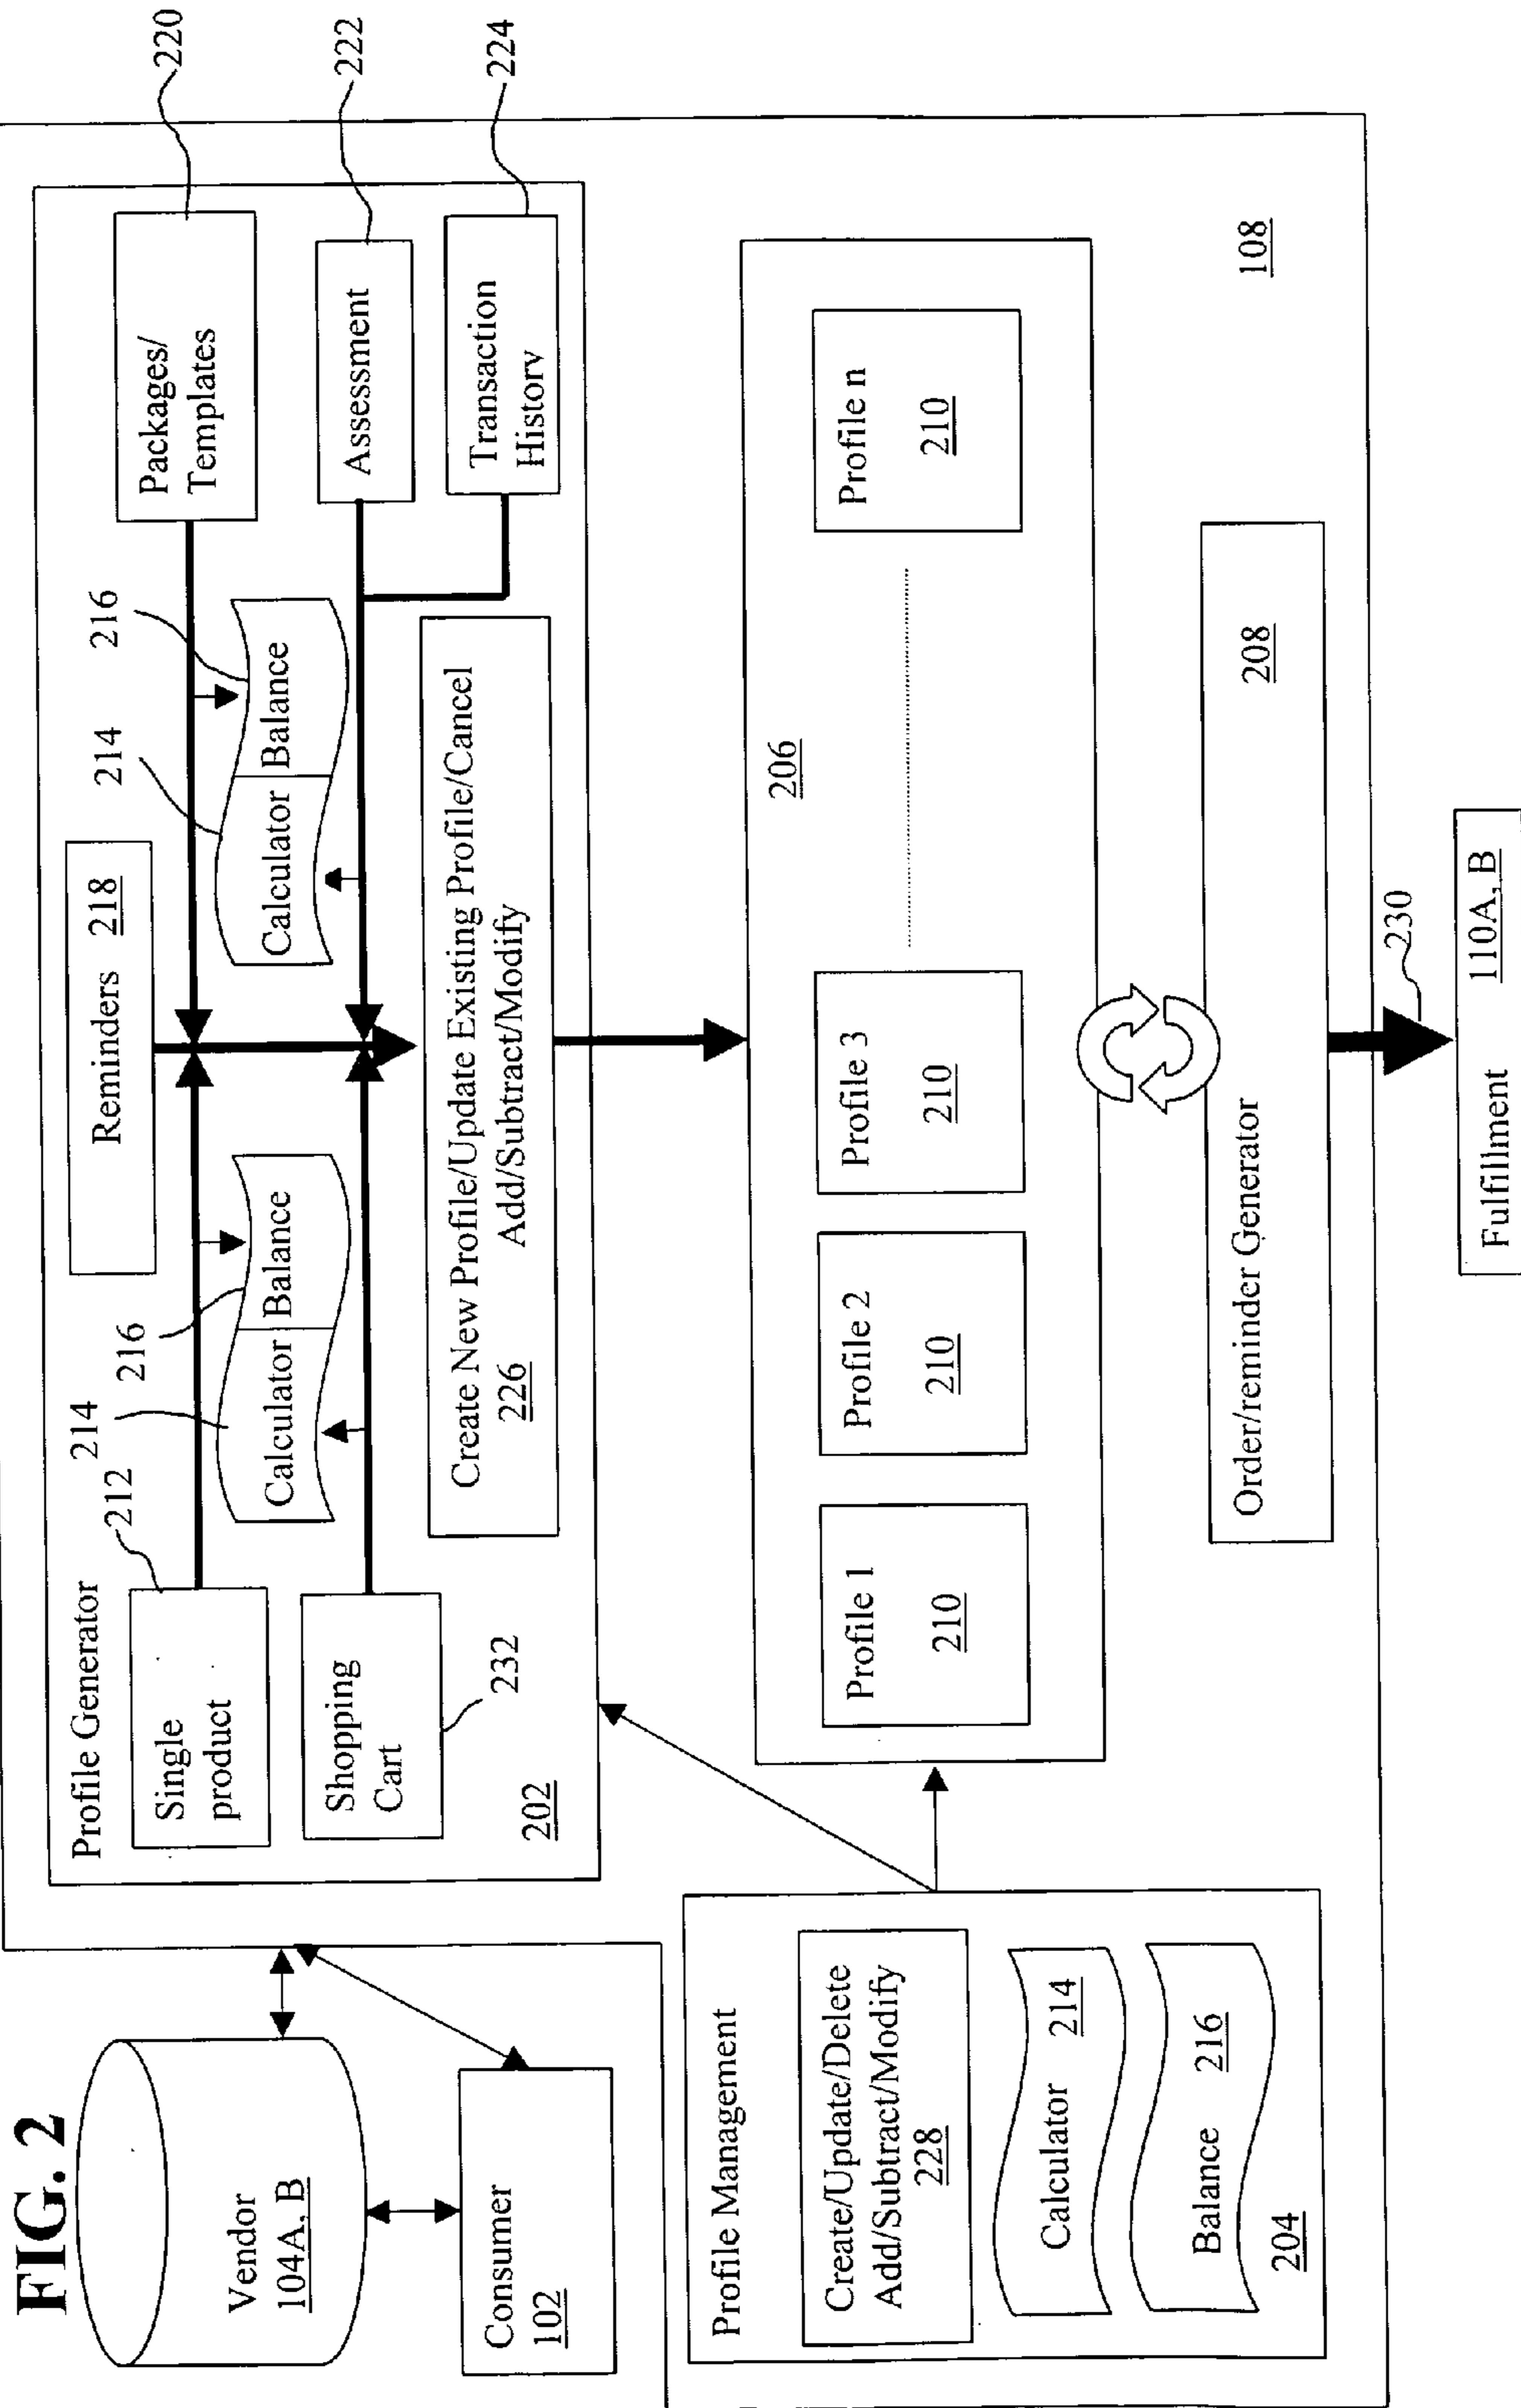 FIG. 2
Vendor
104A, B
Consumer
102
Profile Generator
Single
product
212
Shopping
Cart
232
202
214
216
Calculator
Balance
Reminders 218
214
216
Calculator
Balance
Packages/
Templates
220
Assessment
222
Transaction
History
224
Create New Profile/Update Existing Profile/Cancel
Add/Subtract/Modify
226
Profile Management
Create/Update/Delete
Add/Subtract/Modify
228
Calculator 214
Balance 216
204
206
Profile 1
210
Profile 2
210
Profile 3
210
Profile n
210
Order/reminder Generator 208
108
230
Fulfillment 110A, B